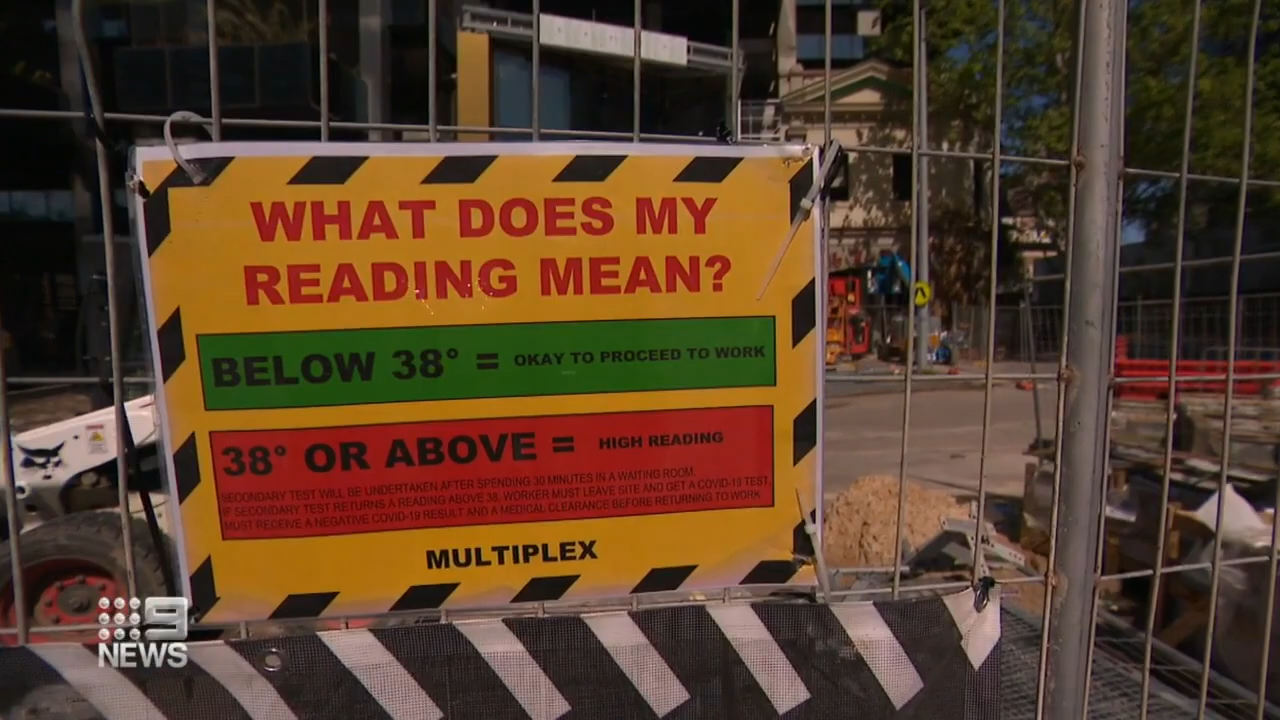 WHAT DOES MY
READING MEAN?
BELOW 38° = OKAY TO PROCEED TO WORK
38° OR ABOVE = HIGH READING
SECONDARY TEST WILL BE UNDERTAKEN AFTER SPENDING 30 MINUTES IN A WAITING ROOM.
IF SECONDARY TEST RETURNS A READING ABOVE 38, WORKER MUST LEAVE SITE AND GET A COVID-19 TEST.
MUST RECEIVE A NEGATIVE COVID-19 RESULT AND A MEDICAL CLEARANCE BEFORE RETURNING TO WORK
MULTIPLEX
9
NEWS